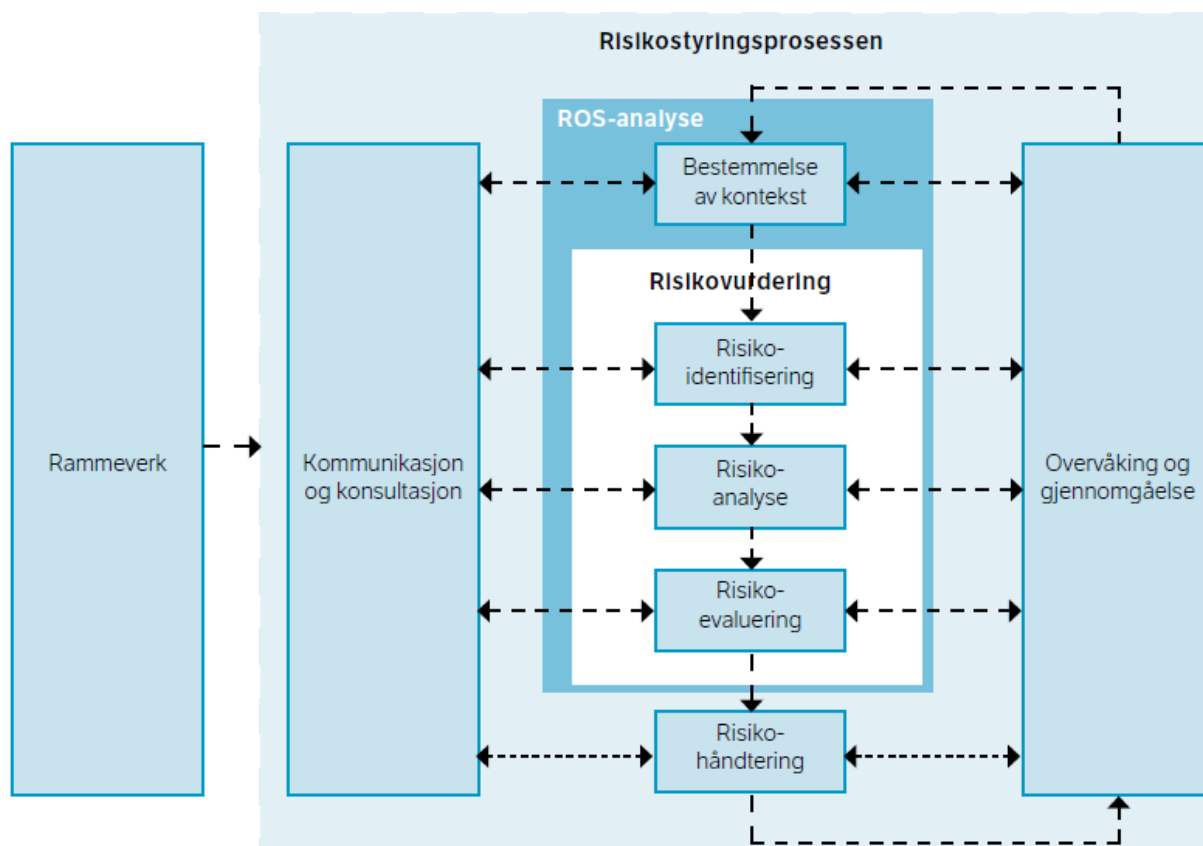 Risikostyringsprosessen
ROS-analyse
Bestemmelse
av kontekst
Risikovurdering
Risiko-
identifisering
Rammeverk
Kommunikasjon
og konsultasjon
Risiko-
analyse
Overvåking og
gjennomgåelse
Risiko-
evaluering
Risiko-
håndtering